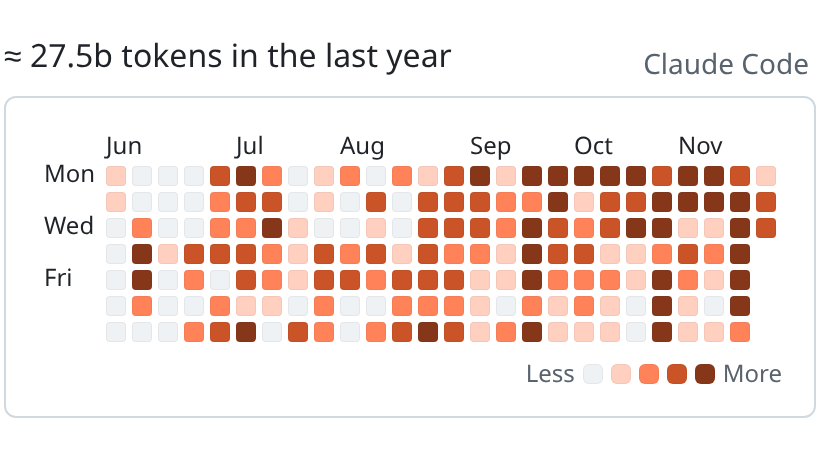 ≈ 27.5b tokens in the last year
Claude Code
Jun Jul Aug Sep Oct Nov
Mon
Wed
Fri
Less More